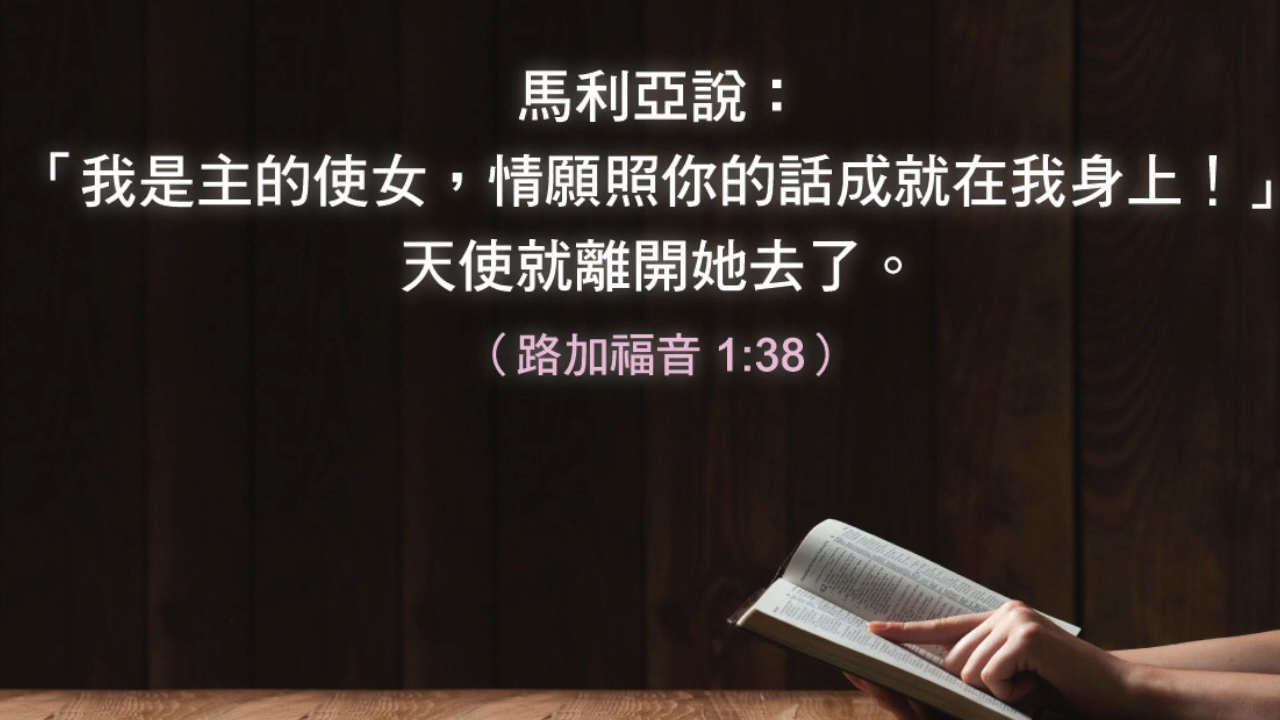 馬利亞說：
「我是主的使女，情願照你的話成就在我身上！」
天使就離開她去了。
（路加福音 1:38）